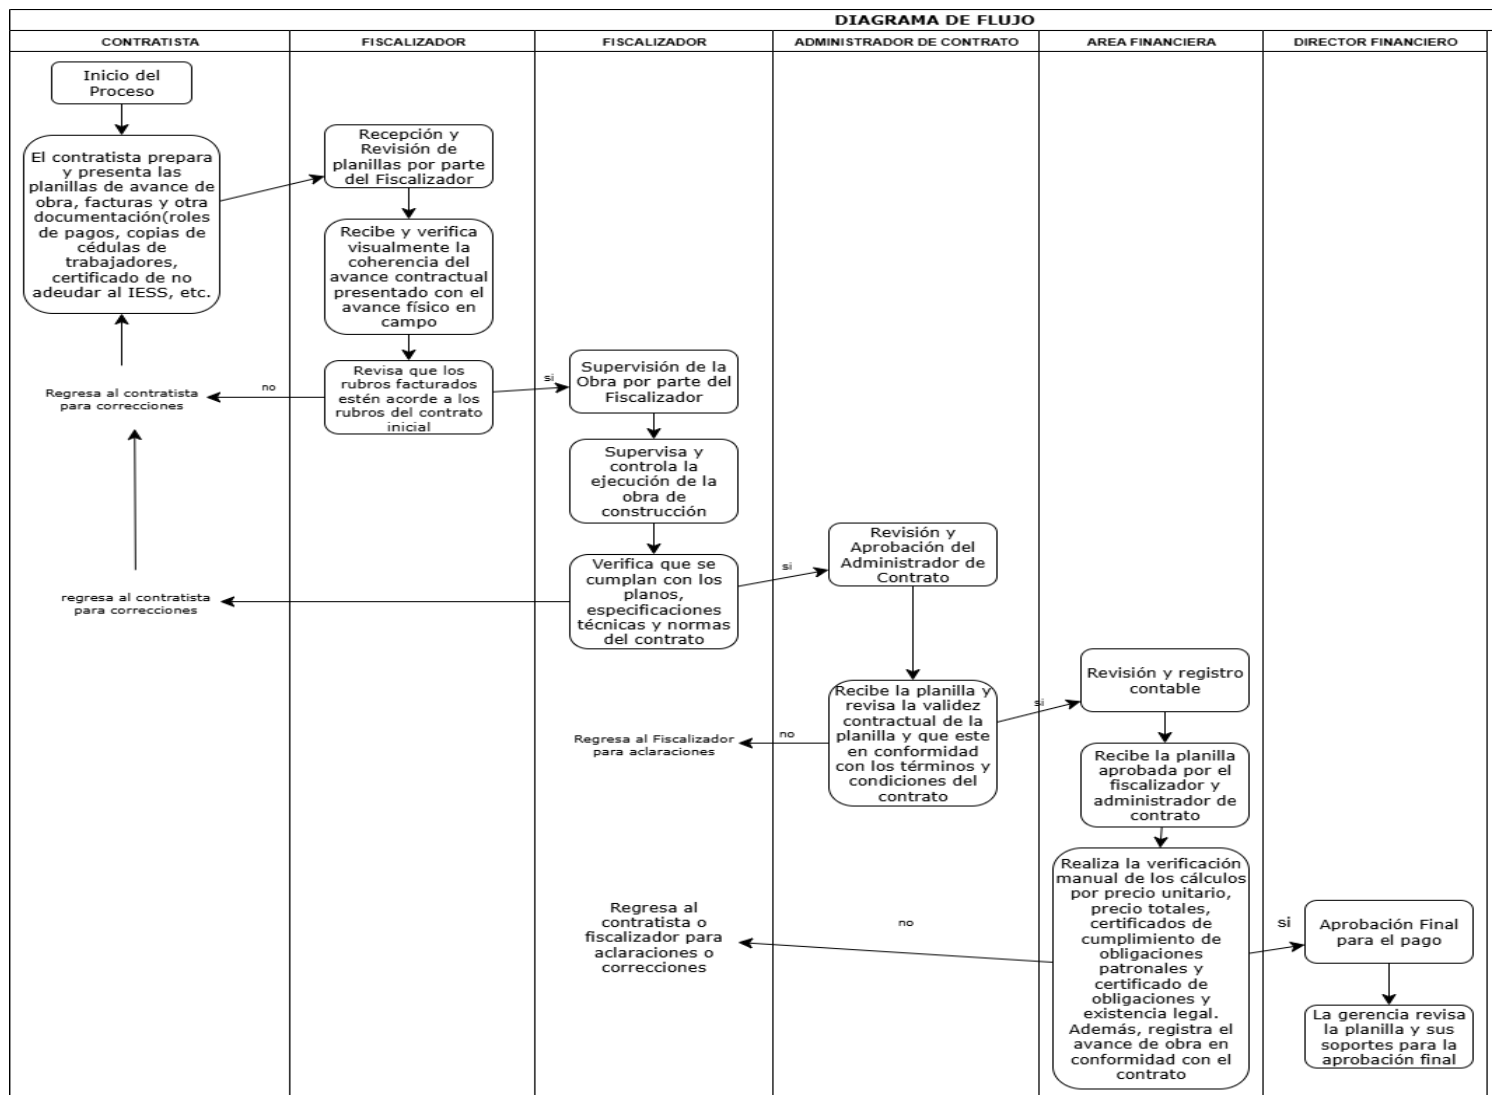 DIAGRAMA DE FLUJO
CONTRATISTA
FISCALIZADOR
FISCALIZADOR
ADMINISTRADOR DE CONTRATO
AREA FINANCIERA
DIRECTOR FINANCIERO
Inicio del
Proceso
El contratista prepara
y presenta las
planillas de avance de
obra, facturas y otra
documentación(roles
de pagos, copias de
cédulas de
trabajadores,
certificado de no
adeudar al IESS, etc.
Regresa al contratista
para correcciones
regresa al contratista
para correcciones
Recepción y
Revisión de
planillas por parte
del Fiscalizador
Recibe y verifica
visualmente la
coherencia del
avance contractual
presentado con el
avance físico en
campo
Revisa que los
rubros facturados
estén acorde a los
rubros del contrato
inicial
no
si
Supervisión de la
Obra por parte del
Fiscalizador
Supervisa y
controla la
ejecución de la
obra de
construcción
Verifica que se
cumplan con los
planos,
especificaciones
técnicas y normas
del contrato
si
Regresa al Fiscalizador
para aclaraciones
Regresa al
contratista o
fiscalizador para
aclaraciones o
correcciones
Revisión y
Aprobación del
Administrador de
Contrato
Recibe la planilla y
revisa la validez
contractual de la
planilla y que este
en conformidad
con los términos y
condiciones del
contrato
no
si
no
Revisión y registro
contable
Recibe la planilla
aprobada por el
fiscalizador y
administrador de
contrato
Realiza la verificación
manual de los cálculos
por precio unitario,
precio totales,
certificados de
cumplimiento de
obligaciones
patronales y
certificado de
obligaciones y
existencia legal.
Además, registra el
avance de obra en
conformidad con el
contrato
si
Aprobación Final
para el pago
La gerencia revisa
la planilla y sus
soportes para la
aprobación final